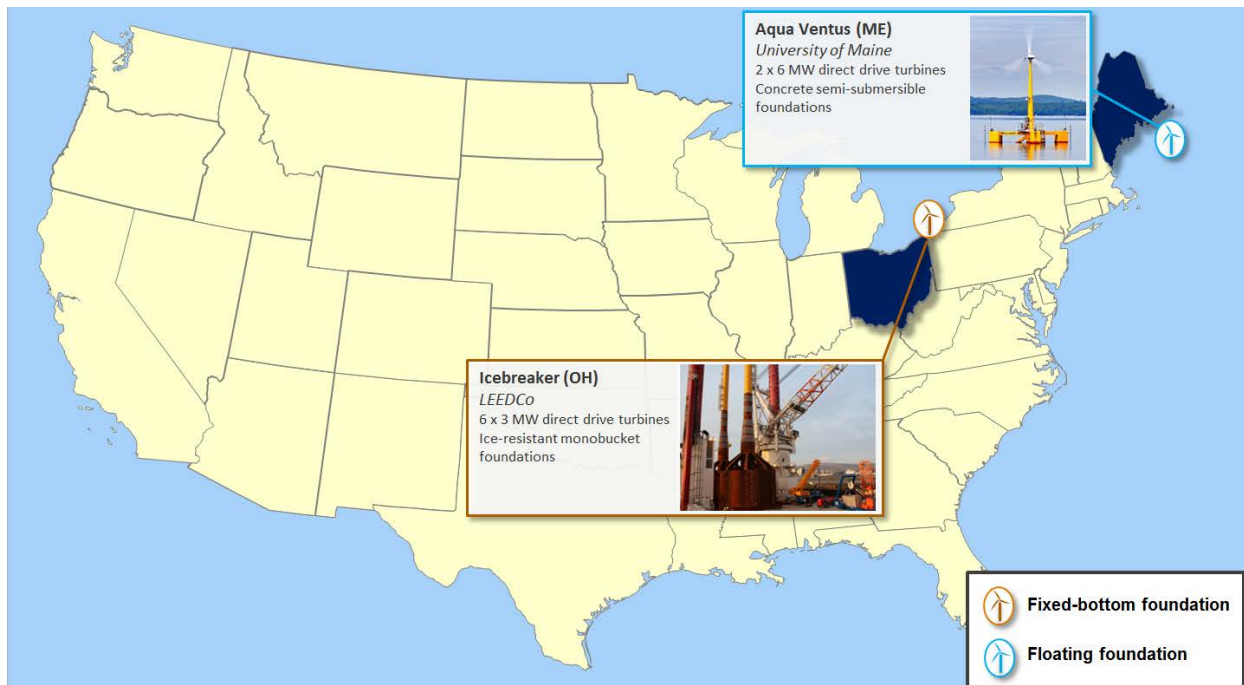 Aqua Ventus (ME)
University of Maine
2 x 6 MW direct drive turbines
Concrete semi-submersible
foundations
Icebreaker (OH)
LEEDCo
6 x 3 MW direct drive turbines
Ice-resistant monobucket
foundations
Fixed-bottom foundation
Floating foundation